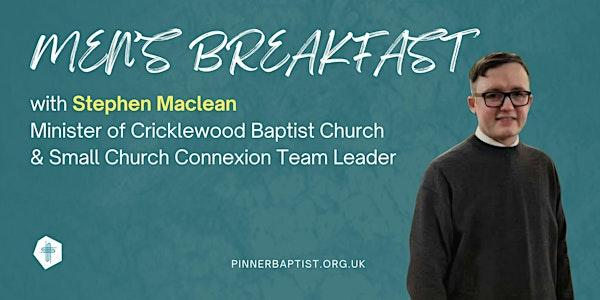 MEN'S BREAKFAST
with Stephen Maclean
Minister of Cricklewood Baptist Church
& Small Church Connexion Team Leader
PINNERBAPTIST.ORG.UK